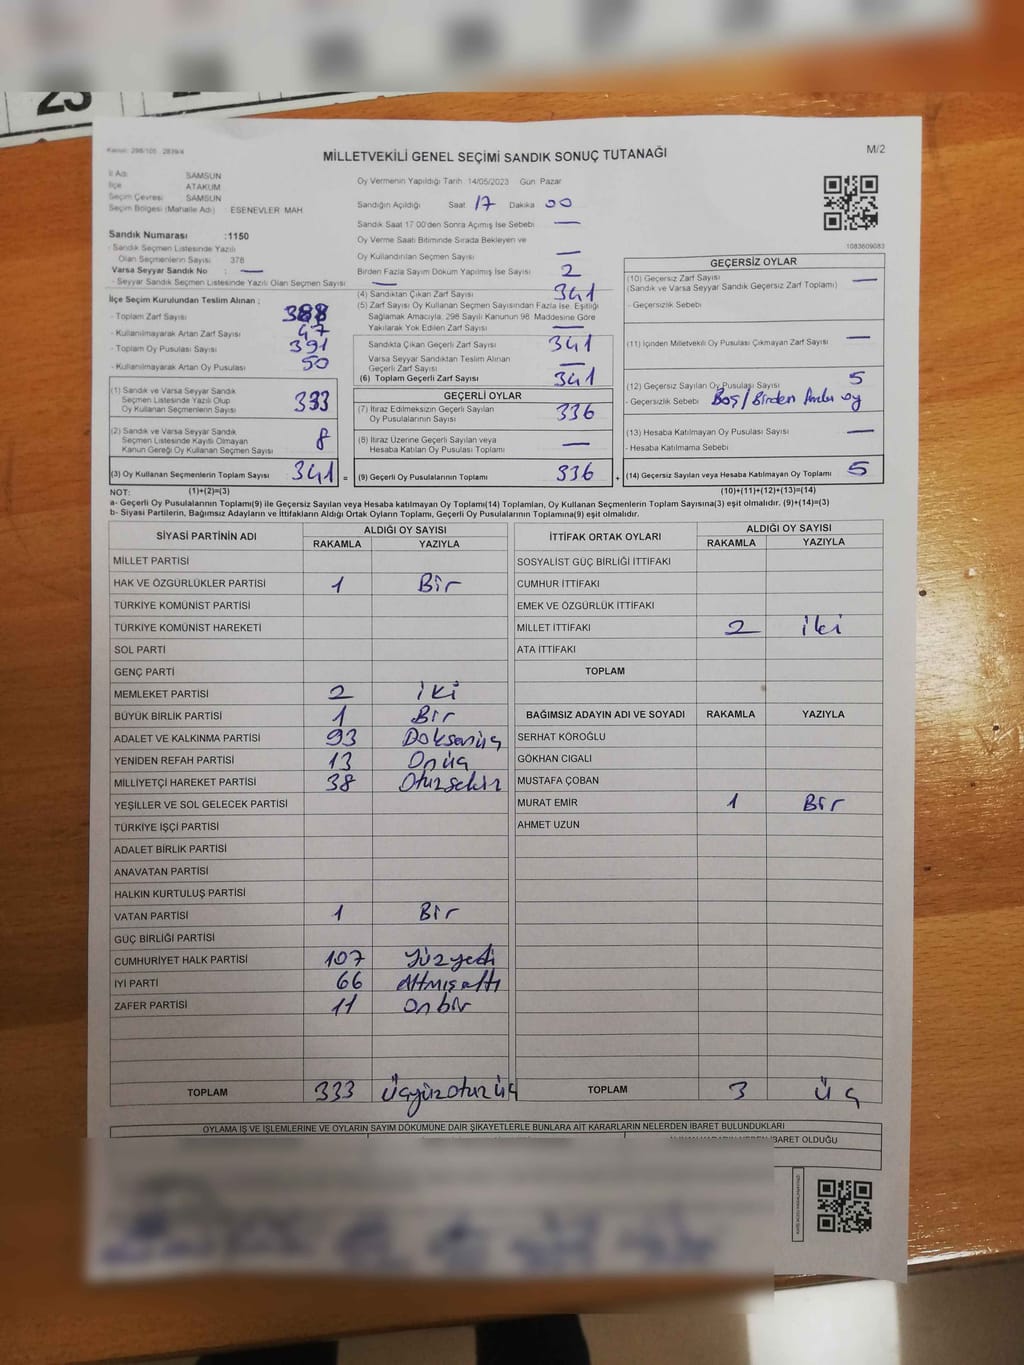 23
Kanun: 298/105 2839/4
MİLLETVEKİLİ GENEL SEÇİMİ SANDIK SONUÇ TUTANAĞI
M/2
İl Adı SAMSUN
İlçe ATAKUM
Seçim Çevresi SAMSUN
Seçim Bölgesi (Mahalle Adı) ESENEVLER MAH
Oy Vermenin Yapıldığı Tarih 14/05/2023 Gün Pazar
Sandığın Açıldığı Saat 17 Dakika 00
Sandık Saat 17 00'den Sonra Açımış İse Sebebi —
Oy Verme Saati Bitiminde Sırada Bekleyen ve
Oy Kullandırılan Seçmen Sayısı —
Birden Fazla Sayım Döküm Yapılmış İse Sayısı 2
1083609083
Sandık Numarası :1150
- Sandık Seçmen Listesinde Yazılı
Olan Seçmenlerin Sayısı 378
Varsa Seyyar Sandık No : —
- Seyyar Sandık Seçmen Listesinde Yazılı Olan Seçmen Sayısı —
İlçe Seçim Kurulundan Teslim Alınan ;
- Toplam Zarf Sayısı 388
- Kullanılmayarak Artan Zarf Sayısı 47
- Toplam Oy Pusulası Sayısı 391
- Kullanılmayarak Artan Oy Pusulası 50
(1) Sandık ve Varsa Seyyar Sandık
Seçmen Listesinde Yazılı Olup
Oy Kullanan Seçmenlerin Sayısı 333
(2) Sandık ve Varsa Seyyar Sandık
Seçmen Listesinde Kayıtlı Olmayan
Kanun Gereği Oy Kullanan Seçmenlerin Sayısı 8
(3) Oy Kullanan Seçmenlerin Toplam Sayısı 341 =
(4) Sandıktan Çıkan Zarf Sayısı 341
(5) Zarf Sayısı Oy Kullanan Seçmen Sayısından Fazla İse, Eşitliği
Sağlamak Amacıyla, 298 Sayılı Kanunun 98. Maddesine Göre
Yakılarak Yok Edilen Zarf Sayısı —
Sandıkta Çıkan Geçerli Zarf Sayısı 341
Varsa Seyyar Sandıktan Teslim Alınan
Geçerli Zarf Sayısı —
(6) Toplam Geçerli Zarf Sayısı 341
GEÇERLİ OYLAR
(7) İtiraz Edilmeksizin Geçerli Sayılan
Oy Pusulalarının Sayısı 336
(8) İtiraz Üzerine Geçerli Sayılan veya
Hesaba Katılan Oy Pusulası Toplamı —
(9) Geçerli Oy Pusulalarının Toplamı 336 +
GEÇERSİZ OYLAR
(10) Geçersiz Zarf Sayısı —
(Sandık ve Varsa Seyyar Sandık Geçersiz Zarf Toplamı)
- Geçersizlik Sebebi
(11) İçinden Milletvekili Oy Pusulası Çıkmayan Zarf Sayısı —
(12) Geçersiz Sayılan Oy Pusulası Sayısı 5
- Geçersizlik Sebebi Boş/Birden fazla oy
(13) Hesaba Katılmayan Oy Pusulası Sayısı —
- Hesaba Katılmama Sebebi
(14) Geçersiz Sayılan veya Hesaba Katılmayan Oy Toplamı 5
NOT: (1)+(2)=(3) (10)+(11)+(12)+(13)=(14)
a- Geçerli Oy Pusulalarının Toplamı(9) ile Geçersiz Sayılan veya Hesaba katılmayan Oy Toplamı(14) Toplamları, Oy Kullanan Seçmenlerin Toplam Sayısına(3) eşit olmalıdır. (9)+(14)=(3)
b- Siyasi Partilerin, Bağımsız Adayların ve İttifakların Aldığı Ortak Oyların Toplamı, Geçerli Oy Pusulalarının Toplamına(9) eşit olmalıdır.
SİYASİ PARTİNİN ADI ALDIĞI OY SAYISI
RAKAMLA YAZIYLA
MİLLET PARTİSİ
HAK VE ÖZGÜRLÜKLER PARTİSİ 1 Bir
TÜRKİYE KOMÜNİST PARTİSİ
TÜRKİYE KOMÜNİST HAREKETİ
SOL PARTİ
GENÇ PARTİ
MEMLEKET PARTİSİ 2 iki
BÜYÜK BİRLİK PARTİSİ 1 Bir
ADALET VE KALKINMA PARTİSİ 93 Doksanüç
YENİDEN REFAH PARTİSİ 13 Onüç
MİLLİYETÇİ HAREKET PARTİSİ 38 Otuzsekiz
YEŞİLLER VE SOL GELECEK PARTİSİ
TÜRKİYE İŞÇİ PARTİSİ
ADALET BİRLİK PARTİSİ
ANAVATAN PARTİSİ
HALKIN KURTULUŞ PARTİSİ
VATAN PARTİSİ 1 Bir
GÜÇ BİRLİĞİ PARTİSİ
CUMHURİYET HALK PARTİSİ 107 Yüzyedi
İYİ PARTİ 66 Altmışaltı
ZAFER PARTİSİ 11 Onbir
TOPLAM 333 Üçyüzotuzüç
İTTİFAK ORTAK OYLARI ALDIĞI OY SAYISI
RAKAMLA YAZIYLA
SOSYALİST GÜÇ BİRLİĞİ İTTİFAKI
CUMHUR İTTİFAKI
EMEK VE ÖZGÜRLÜK İTTİFAKI
MİLLET İTTİFAKI 2 iki
ATA İTTİFAKI
TOPLAM
BAĞIMSIZ ADAYIN ADI VE SOYADI RAKAMLA YAZIYLA
SERHAT KÖROĞLU
GÖKHAN CIGALI
MUSTAFA ÇOBAN
MURAT EMİR 1 Bir
AHMET UZUN
TOPLAM 3 Üç
OYLAMA İŞ VE İŞLEMLERİNE VE OYLARIN SAYIM DÖKÜMÜNE DAİR ŞİKAYETLERLE BUNLARA AİT KARARLARIN NELERDEN İBARET BULUNDUKLARI
İBARET OLDUĞU